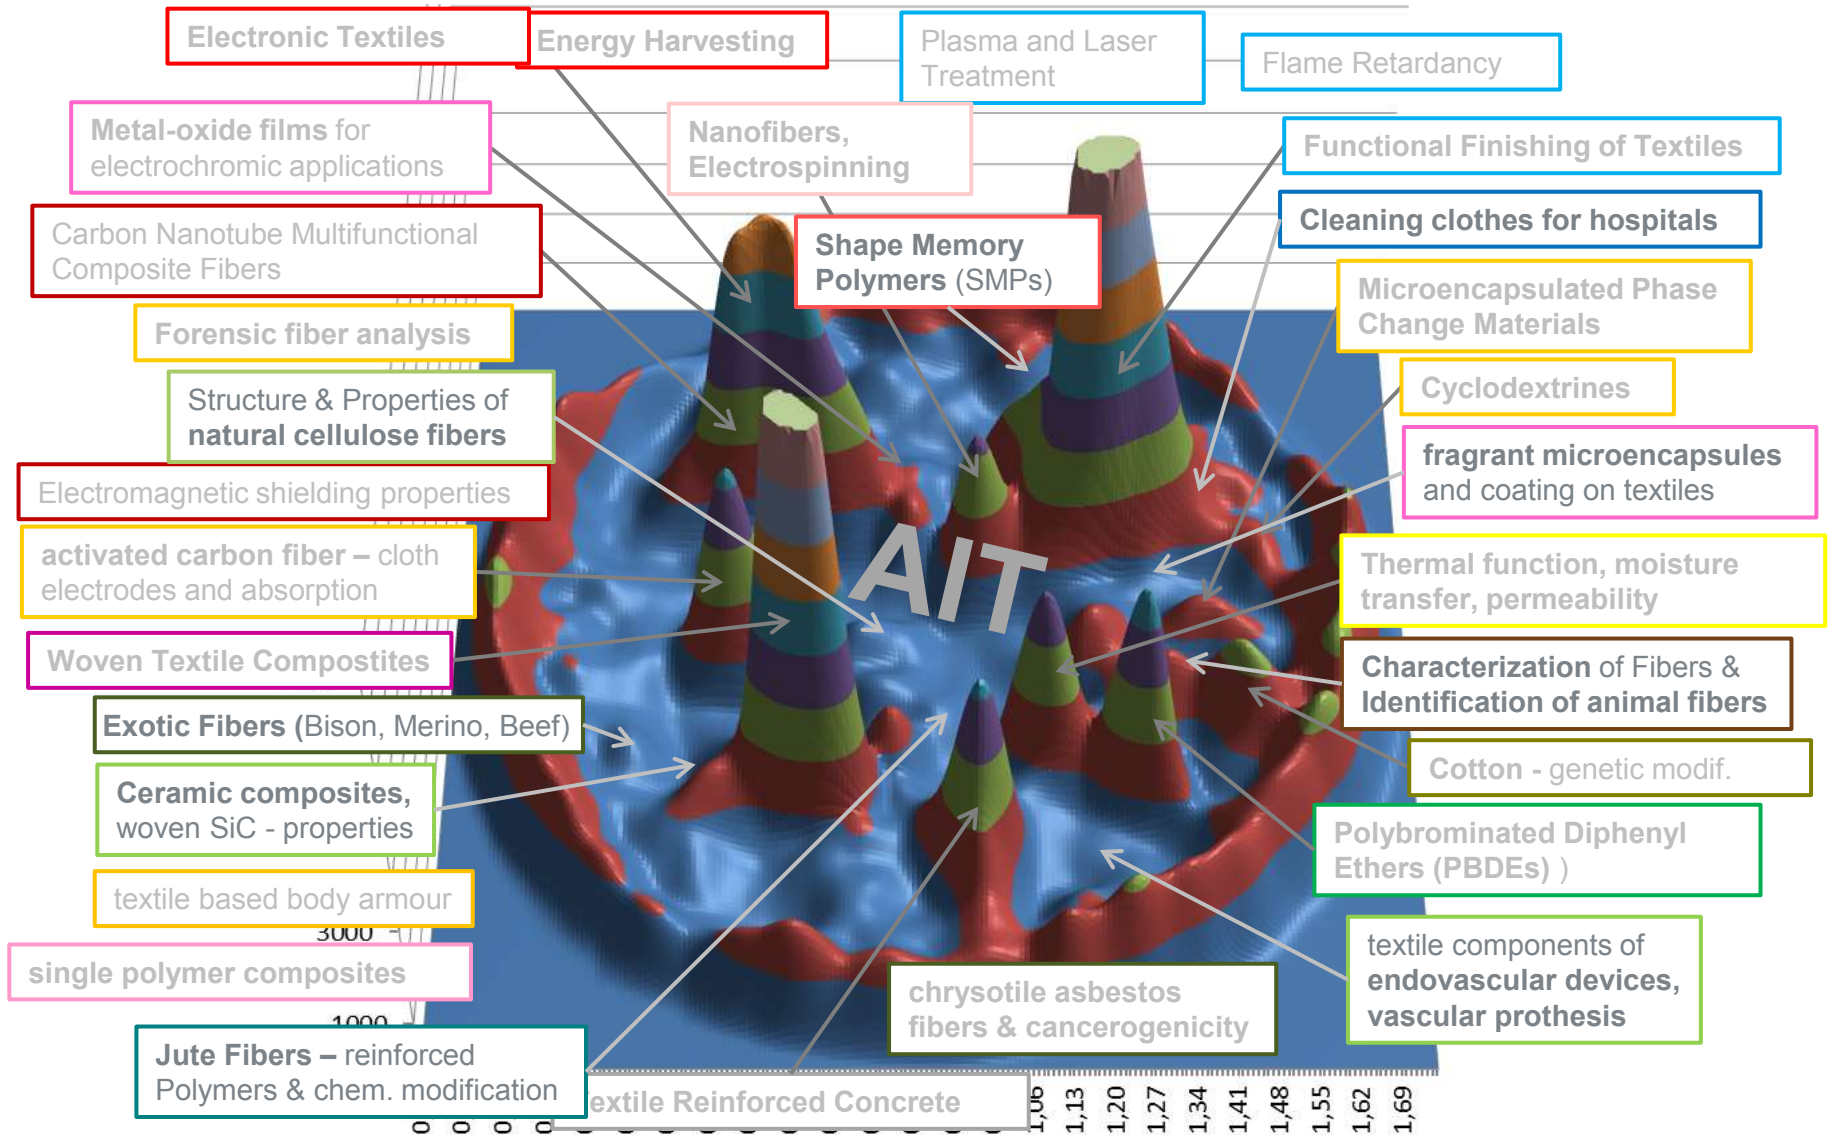 Electronic Textiles
Energy Harvesting
Plasma and Laser
Treatment
Flame Retardancy
Metal-oxide films for
electrochromic applications
Nanofibers,
Electrospinning
Functional Finishing of Textiles
Carbon Nanotube Multifunctional
Composite Fibers
Shape Memory
Polymers (SMPs)
Cleaning clothes for hospitals
Forensic fiber analysis
Microencapsulated Phase
Change Materials
Structure & Properties of
natural cellulose fibers
Cyclodextrines
Electromagnetic shielding properties
fragrant microencapsules
and coating on textiles
activated carbon fiber – cloth
electrodes and absorption
AIT
Thermal function, moisture
transfer, permeability
Woven Textile Compostites
Characterization of Fibers &
Identification of animal fibers
Exotic Fibers (Bison, Merino, Beef)
Cotton - genetic modif.
Ceramic composites,
woven SiC - properties
Polybrominated Diphenyl
Ethers (PBDEs) )
textile based body armour
3000
single polymer composites
textile components of
endovascular devices,
vascular prothesis
chrysotile asbestos
fibers & cancerogenicity
1000
Jute Fibers – reinforced
Polymers & chem. modification
extile Reinforced Concrete
1,06
1,13
1,20
1,27
1,34
1,41
1,48
1,55
1,62
1,69